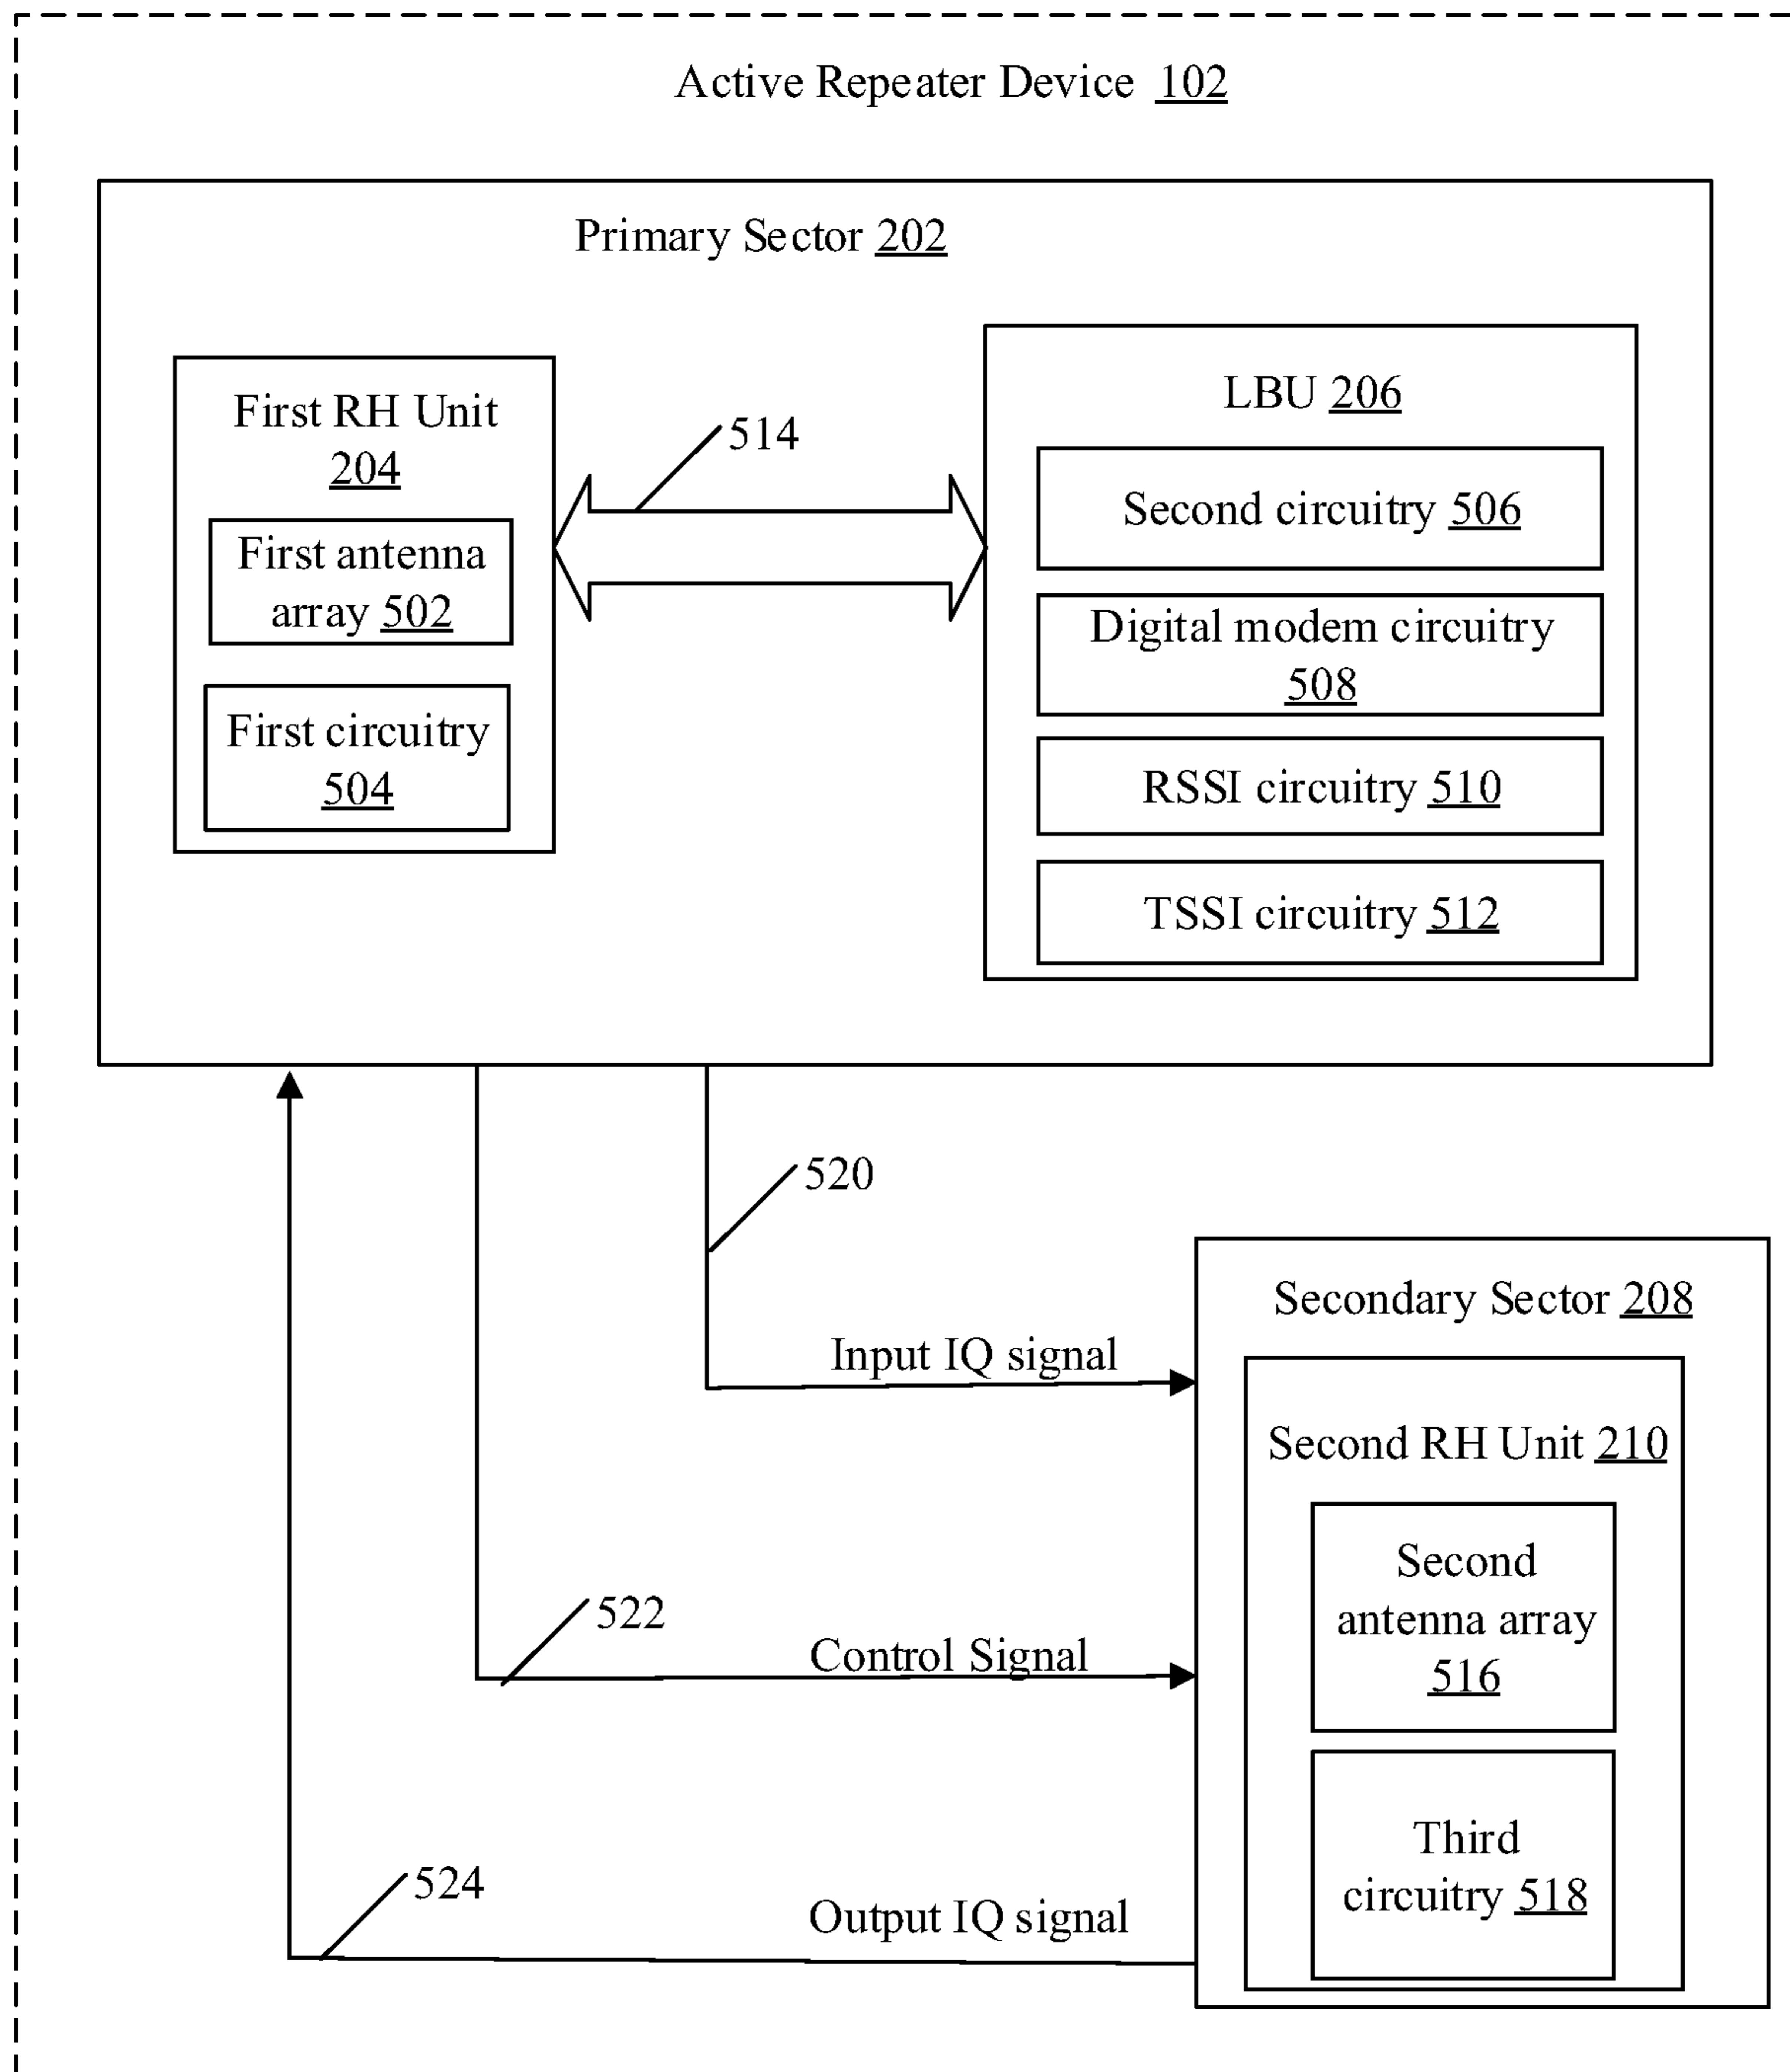 Active Repeater Device 102
Primary Sector 202
First RH Unit
204
First antenna
array 502
First circuitry
504
514
LBU 206
Second circuitry 506
Digital modem circuitry
508
RSSI circuitry 510
TSSI circuitry 512
520
Input IQ signal
522
Control Signal
524
Output IQ signal
Secondary Sector 208
Second RH Unit 210
Second
antenna array
516
Third
circuitry 518